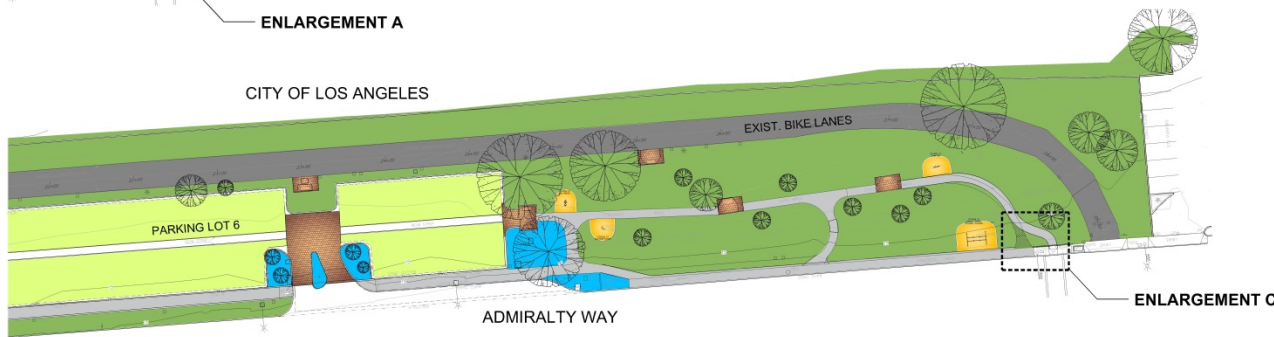 ENLARGEMENT A
CITY OF LOS ANGELES
EXIST. BIKE LANES
PARKING LOT 6
ENLARGEMENT C
ADMIRALTY WAY